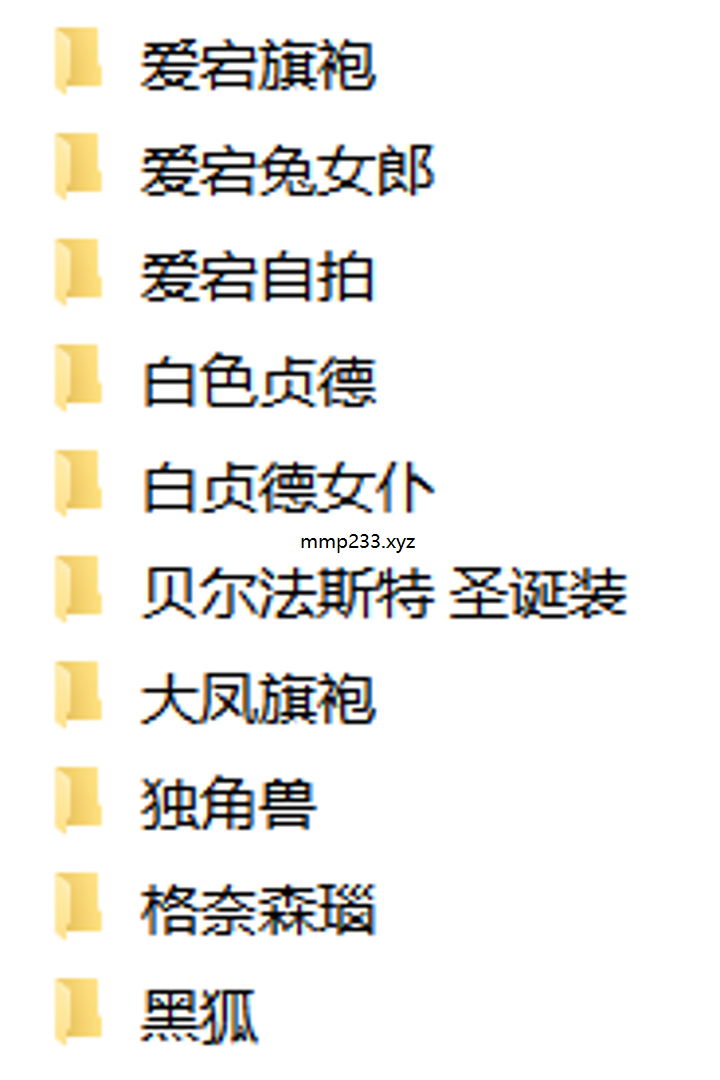 爱宕旗袍
爱宕兔女郎
爱宕自拍
白色贞德
白贞德女仆
mmp233.xyz
贝尔法斯特 圣诞装
大凤旗袍
独角兽
格奈森瑙
黑狐